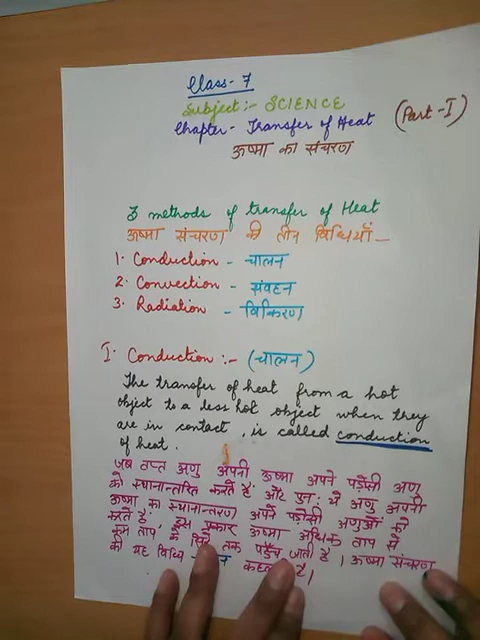 Class-7
Subject:- SCIENCE
Chapter- Transfer of Heat (Part-I)
ऊष्मा का संचरण
3 methods of transfer of Heat
ऊष्मा संचरण की तीन विधियाँ—
1. Conduction - चालन
2. Convection - संवहन
3. Radiation - विकिरण
I. Conduction :- (चालन)
The transfer of heat from a hot
object to a less hot object when they
are in contact, is called conduction
of heat.
जब तप्त अणु अपनी ऊष्मा अपने पड़ोसी अणु
को स्थानान्तरित करते हैं। और पुनः ये अणु अपनी
ऊष्मा का स्थानान्तरण अपने पड़ोसी अणुओं को
करते हैं, इस प्रकार ऊष्मा अधिक ताप से
कम ताप के तक पहुँच जाती है। ऊष्मा संचरण
की यह विधि है।